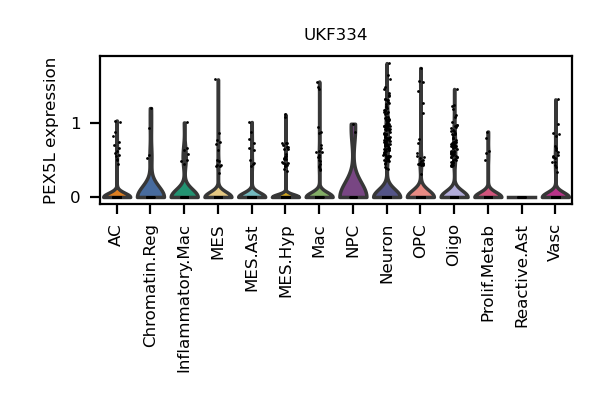 UKF334
PEX5L expression
1
0
AC
Chromatin.Reg
Inflammatory.Mac
MES
MES.Ast
MES.Hyp
Mac
NPC
Neuron
OPC
Oligo
Prolif.Metab
Reactive.Ast
Vasc